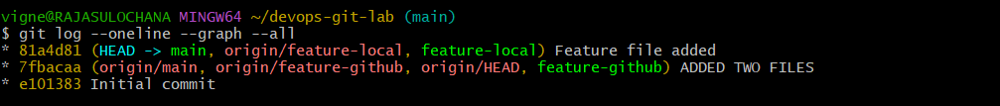 vigne@RAJASULOCHANA MINGW64 ~/devops-git-lab (main)
$ git log --oneline --graph --all
* 81a4d81 (HEAD -> main, origin/feature-local, feature-local) Feature file added
* 7fbacaa (origin/main, origin/feature-github, origin/HEAD, feature-github) ADDED TWO FILES
* e101383 Initial commit